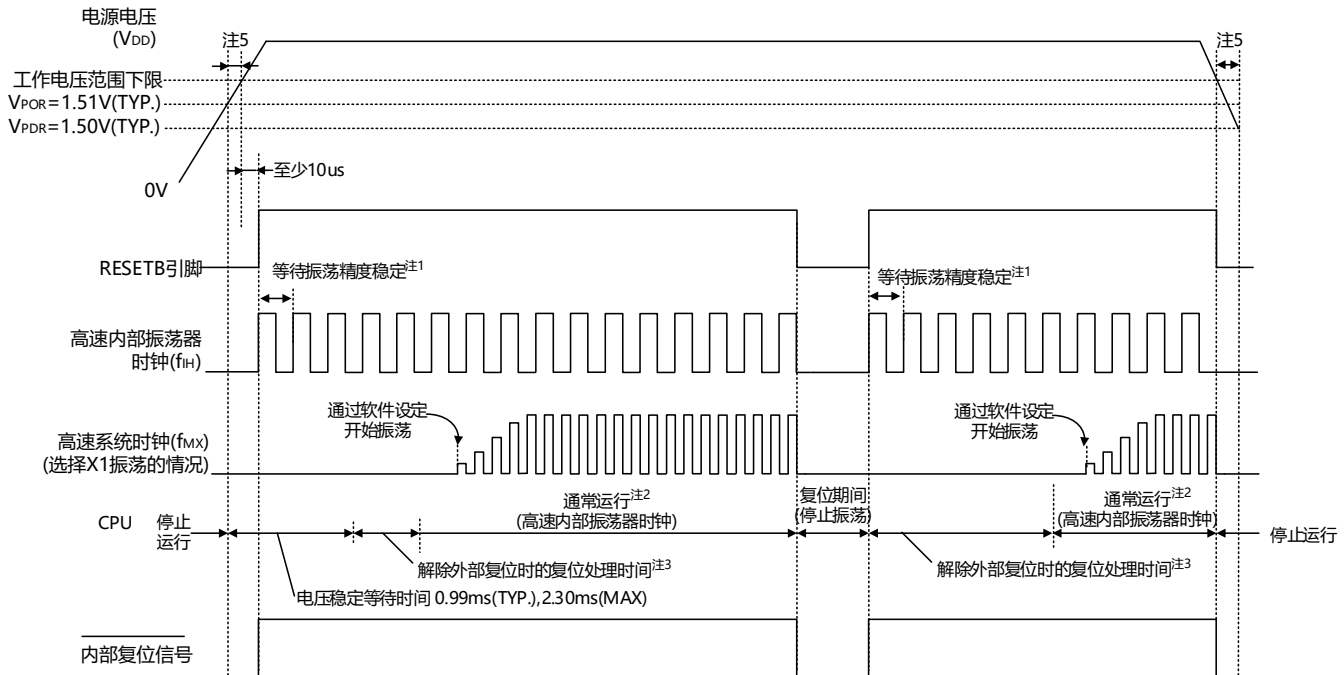 电源电压
(VDD)
注5
注5
工作电压范围下限
VPOR=1.51V(TYP.)
VPDR=1.50V(TYP.)
至少10us
0V
RESETB引脚
等待振荡精度稳定注1
等待振荡精度稳定注1
高速内部振荡器
时钟(fIH)
通过软件设定
开始振荡
通过软件设定
开始振荡
高速系统时钟(fMX)
(选择X1振荡的情况)
CPU
停止
运行
通常运行注2
(高速内部振荡器时钟)
复位期间
(停止振荡)
通常运行注2
(高速内部振荡器时钟)
停止运行
解除外部复位时的复位处理时间注3
解除外部复位时的复位处理时间注3
电压稳定等待时间 0.99ms(TYP.),2.30ms(MAX)
内部复位信号